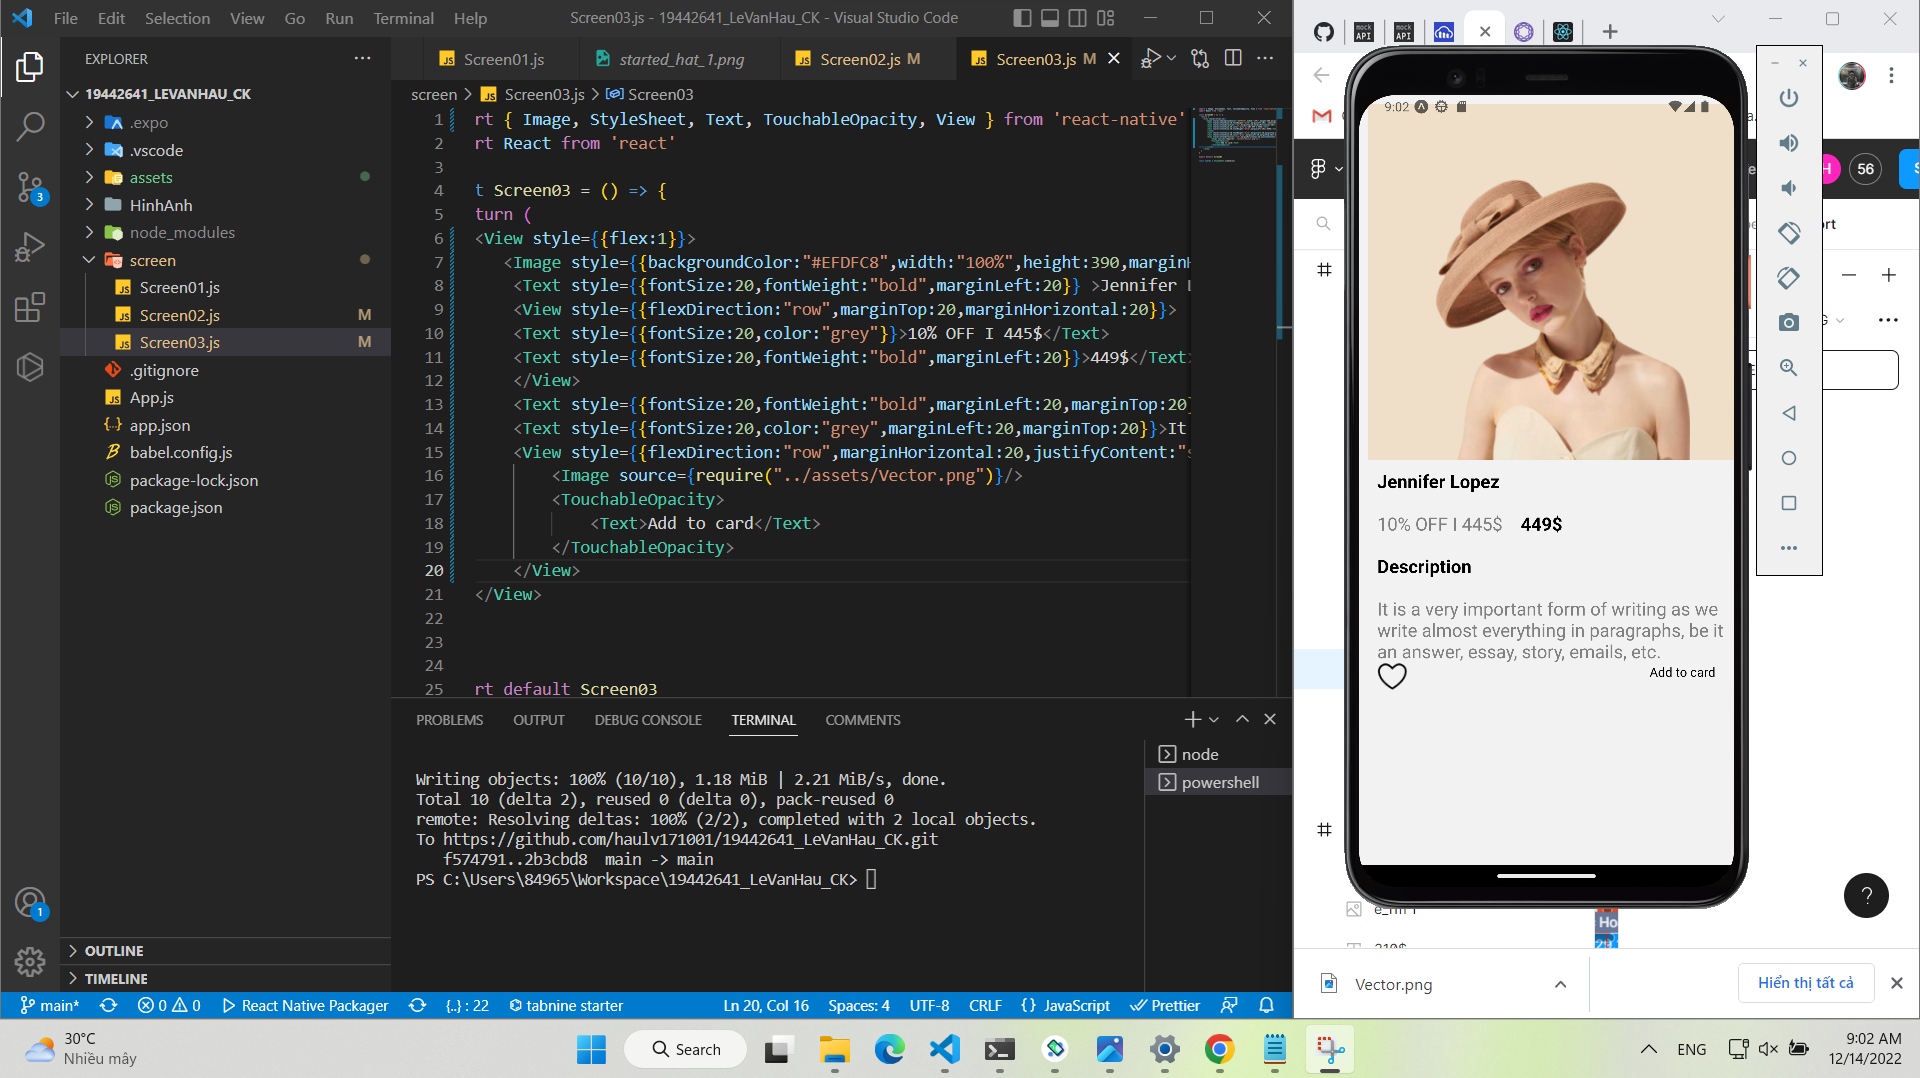 File Edit Selection View Go Run Terminal Help
Screen03.js - 19442641_LeVanHau_CK - Visual Studio Code
EXPLORER
19442641_LEVANHAU_CK
.expo
.vscode
assets
HinhAnh
node_modules
screen
Screen01.js
Screen02.js M
Screen03.js M
.gitignore
App.js
app.json
babel.config.js
package-lock.json
package.json
OUTLINE
TIMELINE
3
1
Screen01.js
started_hat_1.png
Screen02.js M
Screen03.js M
screen > Screen03.js > Screen03
1 rt { Image, StyleSheet, Text, TouchableOpacity, View } from 'react-native'
2 rt React from 'react'
3
4 t Screen03 = () => {
5 turn (
6 <View style={{flex:1}}>
7 <Image style={{backgroundColor:"#EFDFC8",width:"100%",height:390,marginH
8 <Text style={{fontSize:20,fontWeight:"bold",marginLeft:20}} >Jennifer L
9 <View style={{flexDirection:"row",marginTop:20,marginHorizontal:20}}>
10 <Text style={{fontSize:20,color:"grey"}}>10% OFF I 445$</Text>
11 <Text style={{fontSize:20,fontWeight:"bold",marginLeft:20}}>449$</Text>
12 </View>
13 <Text style={{fontSize:20,fontWeight:"bold",marginLeft:20,marginTop:20}
14 <Text style={{fontSize:20,color:"grey",marginLeft:20,marginTop:20}}>It
15 <View style={{flexDirection:"row",marginHorizontal:20,justifyContent:"s
16 <Image source={require("../assets/Vector.png")}/>
17 <TouchableOpacity>
18 <Text>Add to card</Text>
19 </TouchableOpacity>
20 </View>
21 </View>
22
23
24
25 rt default Screen03
PROBLEMS OUTPUT DEBUG CONSOLE TERMINAL COMMENTS
node
powershell
Writing objects: 100% (10/10), 1.18 MiB | 2.21 MiB/s, done.
Total 10 (delta 2), reused 0 (delta 0), pack-reused 0
remote: Resolving deltas: 100% (2/2), completed with 2 local objects.
To https://github.com/haulv171001/19442641_LeVanHau_CK.git
f574791..2b3cbd8 main -> main
PS C:\Users\84965\Workspace\19442641_LeVanHau_CK>
main* 0 0 React Native Packager {..} : 22 tabnine starter Ln 20, Col 16 Spaces: 4 UTF-8 CRLF {} JavaScript Prettier
mock API
mock API
9:02
Jennifer Lopez
10% OFF I 445$ 449$
Description
It is a very important form of writing as we
write almost everything in paragraphs, be it
an answer, essay, story, emails, etc.
Add to card
H
56
S
Ho
Vector.png
Hiển thị tất cả
?
30°C
Nhiều mây
Search
ENG
9:02 AM
12/14/2022